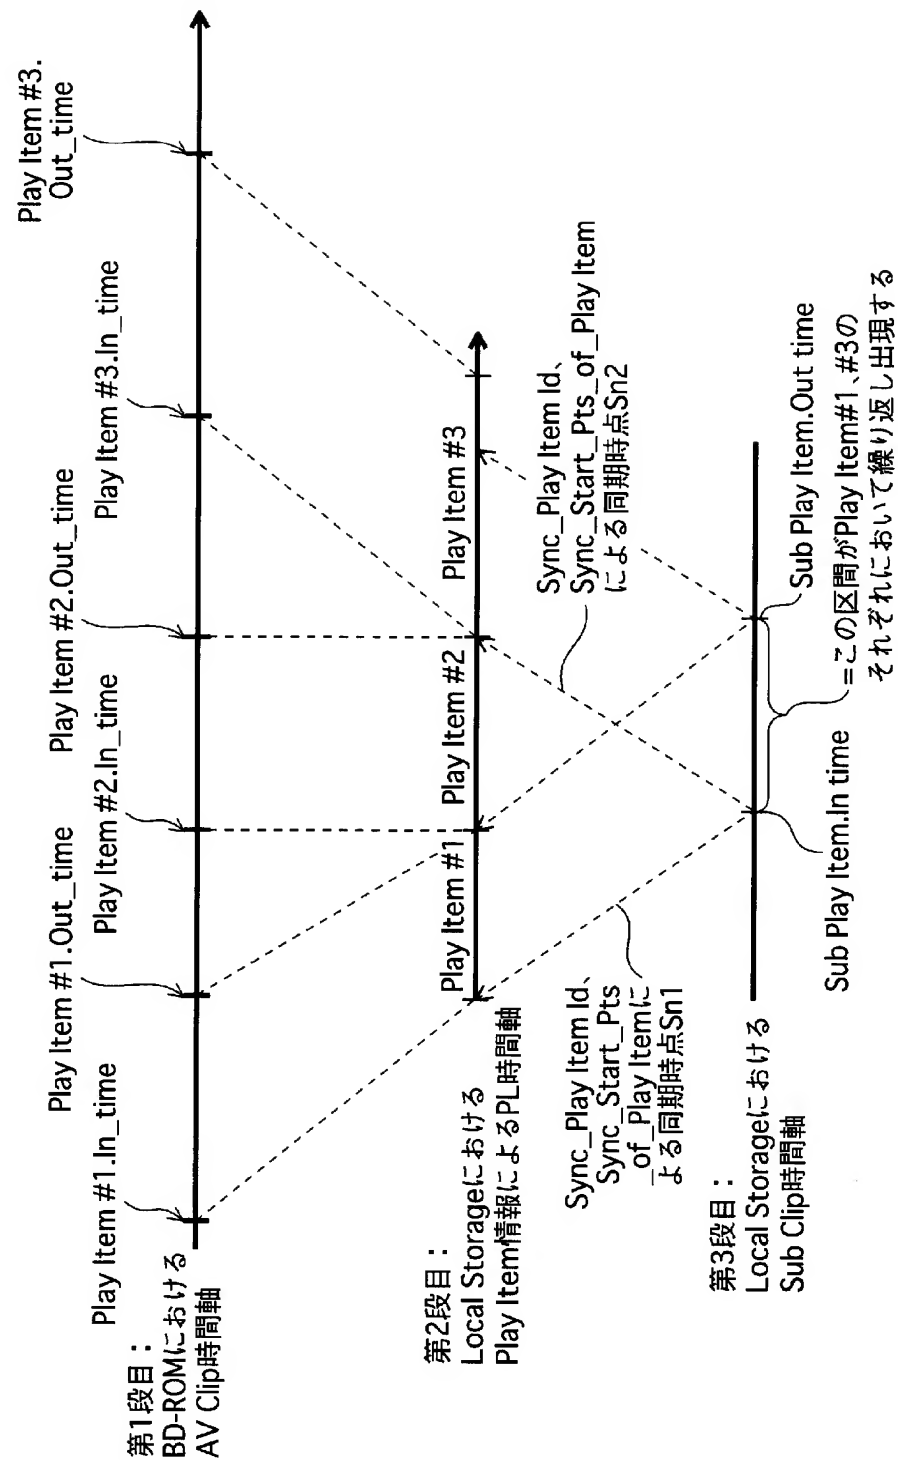 Play Item #1.In_time
Play Item #1.Out_time
Play Item #2.In_time
Play Item #2.Out_time
Play Item #3.In_time
Play Item #3.
Out_time
第1段目：
BD-ROMにおける
AV Clip時間軸
Play Item #1
Play Item #2
Play Item #3
第2段目：
Local Storageにおける
Play Item情報によるPL時間軸
Sync_Play Item Id、
Sync_Start_Pts
_of_Play Itemに
よる同期時点Sn1
Sync_Play Item Id、
Sync_Start_Pts_of_Play Item
による同期時点Sn2
第3段目：
Local Storageにおける
Sub Clip時間軸
Sub Play Item.In time
Sub Play Item.Out time
=この区間がPlay Item#1、#3の
それぞれにおいて繰り返し出現する